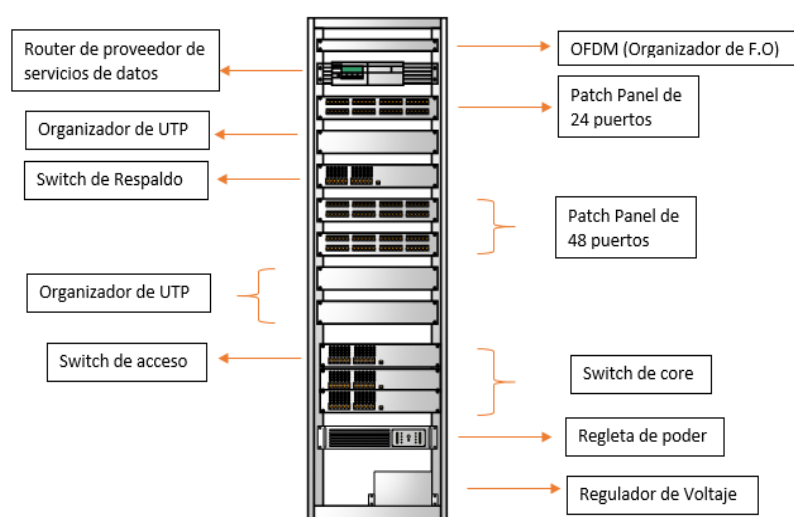 Router de proveedor de
servicios de datos
OFDM (Organizador de F.O)
Patch Panel de
24 puertos
Organizador de UTP
Switch de Respaldo
Patch Panel de
48 puertos
Organizador de UTP
Switch de acceso
Switch de core
Regleta de poder
Regulador de Voltaje